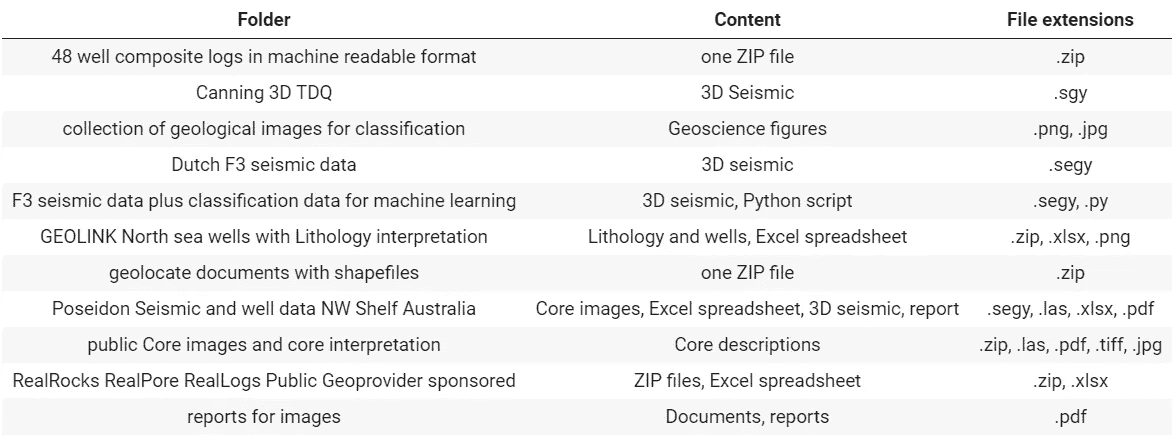 Folder Content File extensions
48 well composite logs in machine readable format one ZIP file .zip
Canning 3D TDQ 3D Seismic .sgy
collection of geological images for classification Geoscience figures .png, .jpg
Dutch F3 seismic data 3D seismic .segy
F3 seismic data plus classification data for machine learning 3D seismic, Python script .segy, .py
GEOLINK North sea wells with Lithology interpretation Lithology and wells, Excel spreadsheet .zip, .xlsx, .png
geolocate documents with shapefiles one ZIP file .zip
Poseidon Seismic and well data NW Shelf Australia Core images, Excel spreadsheet, 3D seismic, report .segy, .las, .xlsx, .pdf
public Core images and core interpretation Core descriptions .zip, .las, .pdf, .tiff, .jpg
RealRocks RealPore RealLogs Public Geoprovider sponsored ZIP files, Excel spreadsheet .zip, .xlsx
reports for images Documents, reports .pdf